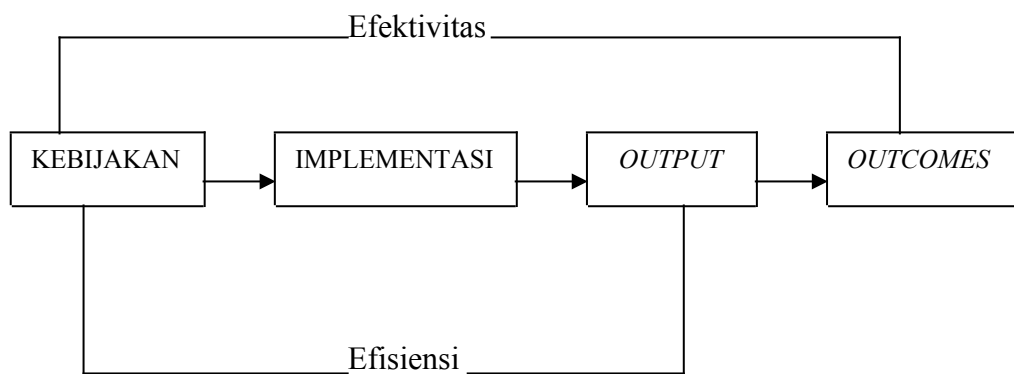 Efektivitas
KEBIJAKAN
IMPLEMENTASI
OUTPUT
OUTCOMES
Efisiensi